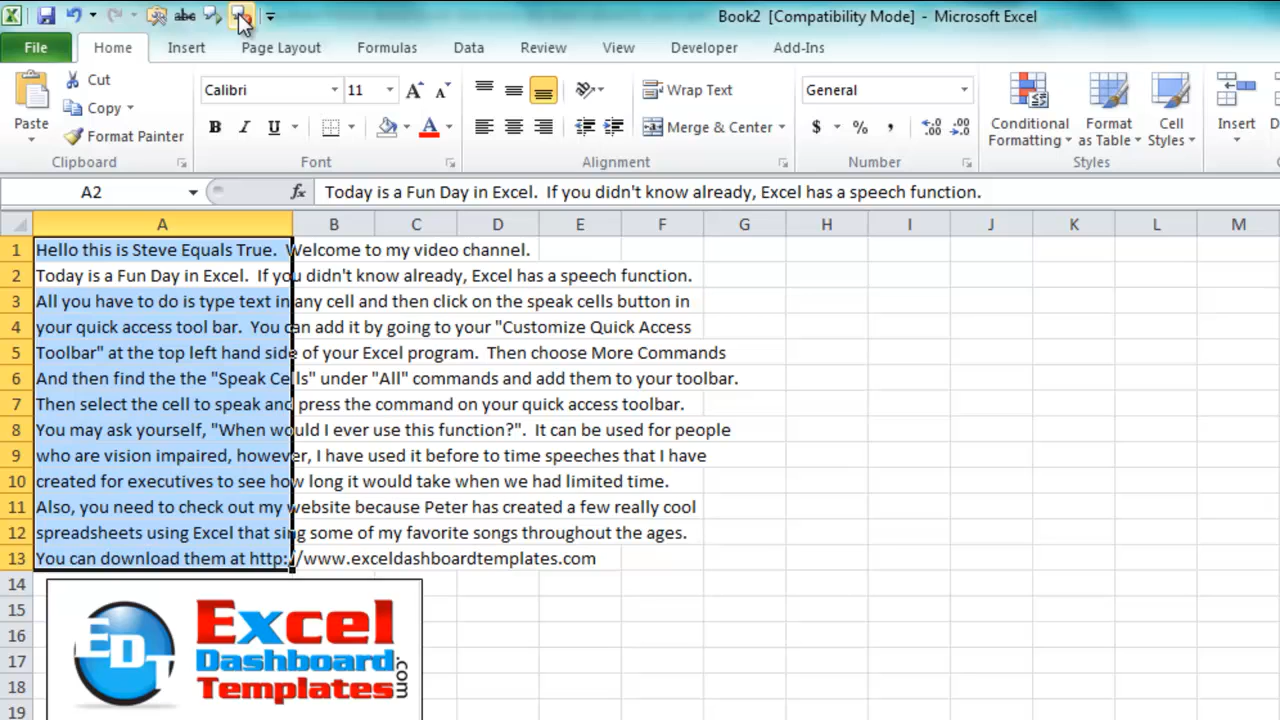 abc
Book2 [Compatibility Mode] - Microsoft Excel
File Home Insert Page Layout Formulas Data Review View Developer Add-Ins
Paste
Cut
Copy
Format Painter
Clipboard
Calibri 11
B I U
Font
Wrap Text
Merge & Center
Alignment
General
$ % ,
Number
Conditional Formatting
Format as Table
Cell Styles
Styles
Insert
A2 fx Today is a Fun Day in Excel.  If you didn't know already, Excel has a speech function.
A B C D E F G H I J K L M
1 Hello this is Steve Equals True.  Welcome to my video channel.
2 Today is a Fun Day in Excel.  If you didn't know already, Excel has a speech function.
3 All you have to do is type text in any cell and then click on the speak cells button in
4 your quick access tool bar.  You can add it by going to your "Customize Quick Access
5 Toolbar" at the top left hand side of your Excel program.  Then choose More Commands
6 And then find the the "Speak Cells" under "All" commands and add them to your toolbar.
7 Then select the cell to speak and press the command on your quick access toolbar.
8 You may ask yourself, "When would I ever use this function?".  It can be used for people
9 who are vision impaired, however, I have used it before to time speeches that I have
10 created for executives to see how long it would take when we had limited time.
11 Also, you need to check out my website because Peter has created a few really cool
12 spreadsheets using Excel that sing some of my favorite songs throughout the ages.
13 You can download them at http://www.exceldashboardtemplates.com
14
15
16
17
18
19
EDT
Excel
Dashboard
Templates.com